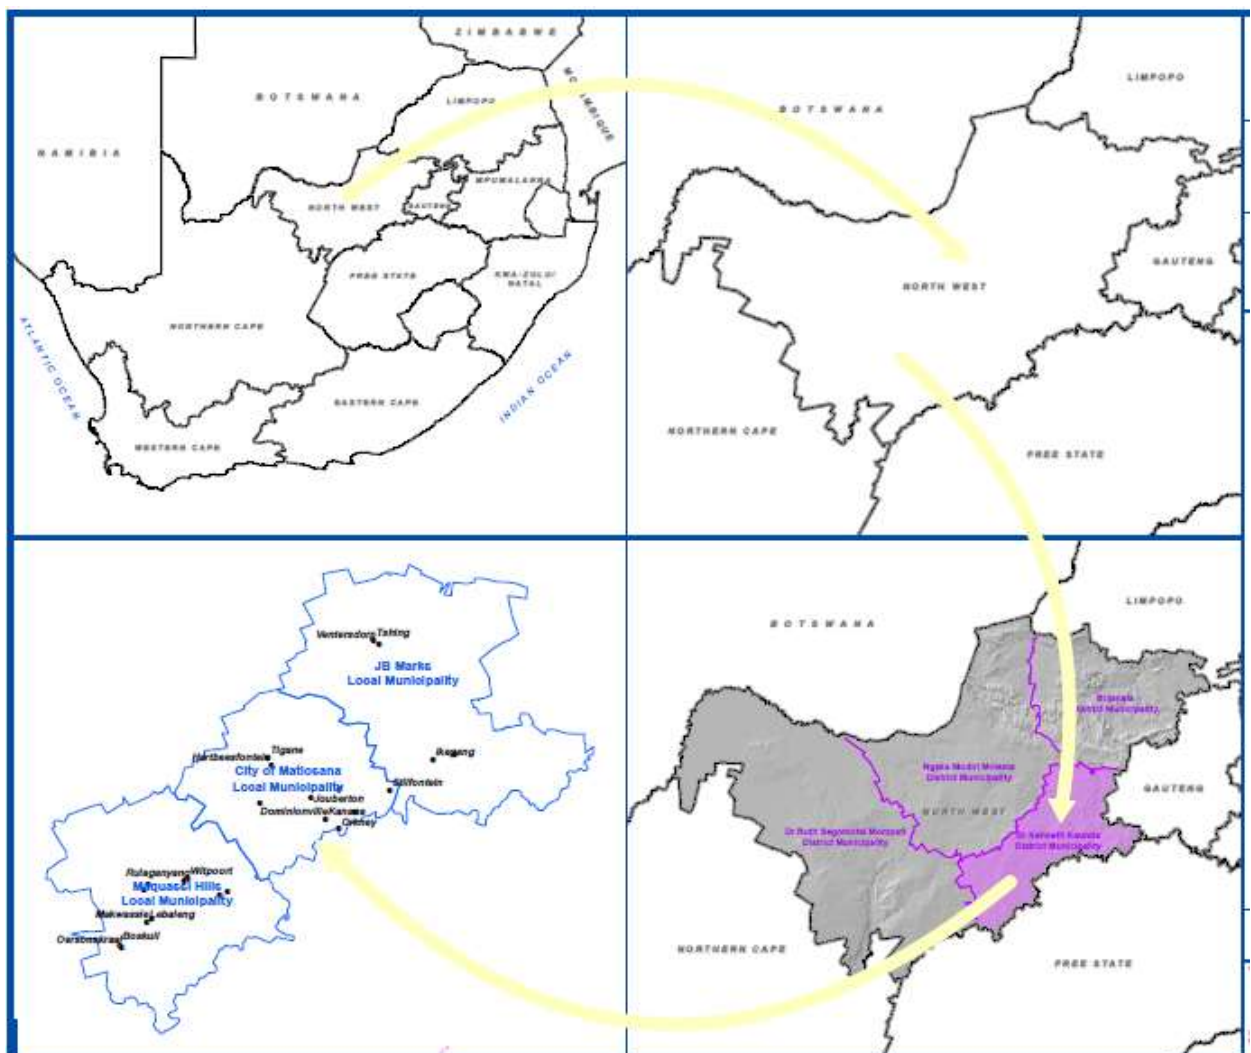 ZIMBABWE
BOTSWANA
LIMPOPO
NAMIBIA
MPUMALANGA
NORTH WEST
GAUTENG
FREE STATE
KWA-ZULU/
NATAL
NORTHERN CAPE
EASTERN CAPE
WESTERN CAPE
ATLANTIC OCEAN
INDIAN OCEAN
LIMPOPO
BOTSWANA
GAUTENG
NORTH WEST
NORTHERN CAPE
FREE STATE
Ventersdorp Tshing
JB Marks
Local Municipality
Ikageng
Tigane
Hartbeesfontein
City of Matlosana
Local Municipality
Stilfontein
Jouberton
Dominionville Kanana
Orkney
Rulaganyang Witpoort
Maquassi Hills
Local Municipality
Makwassie Lebaleng
Boskuil
LIMPOPO
BOTSWANA
Bojanala
District Municipality
Ngaka Modiri Molema
District Municipality
GAUTENG
NORTH WEST
Dr Ruth Segomotsi Mompati
District Municipality
Dr Kenneth Kaunda
District Municipality
NORTHERN CAPE
FREE STATE